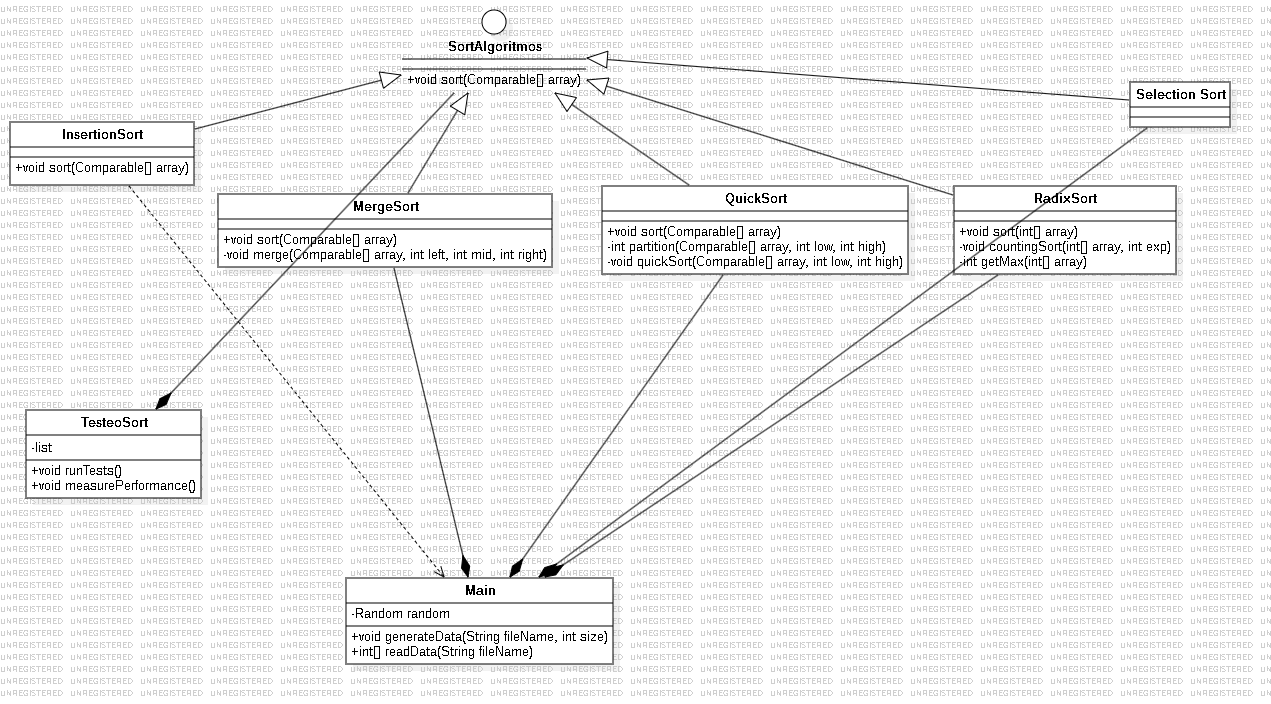 SortAlgoritmos
+void sort(Comparable[] array)
Selection Sort
InsertionSort
+void sort(Comparable[] array)
MergeSort
+void sort(Comparable[] array)
-void merge(Comparable[] array, int left, int mid, int right)
QuickSort
+void sort(Comparable[] array)
-int partition(Comparable[] array, int low, int high)
-void quickSort(Comparable[] array, int low, int high)
RadixSort
+void sort(int[] array)
-void countingSort(int[] array, int exp)
-int getMax(int[] array)
TesteoSort
-list
+void runTests()
+void measurePerformance()
Main
-Random random
+void generateData(String fileName, int size)
+int[] readData(String fileName)
UNREGISTERED